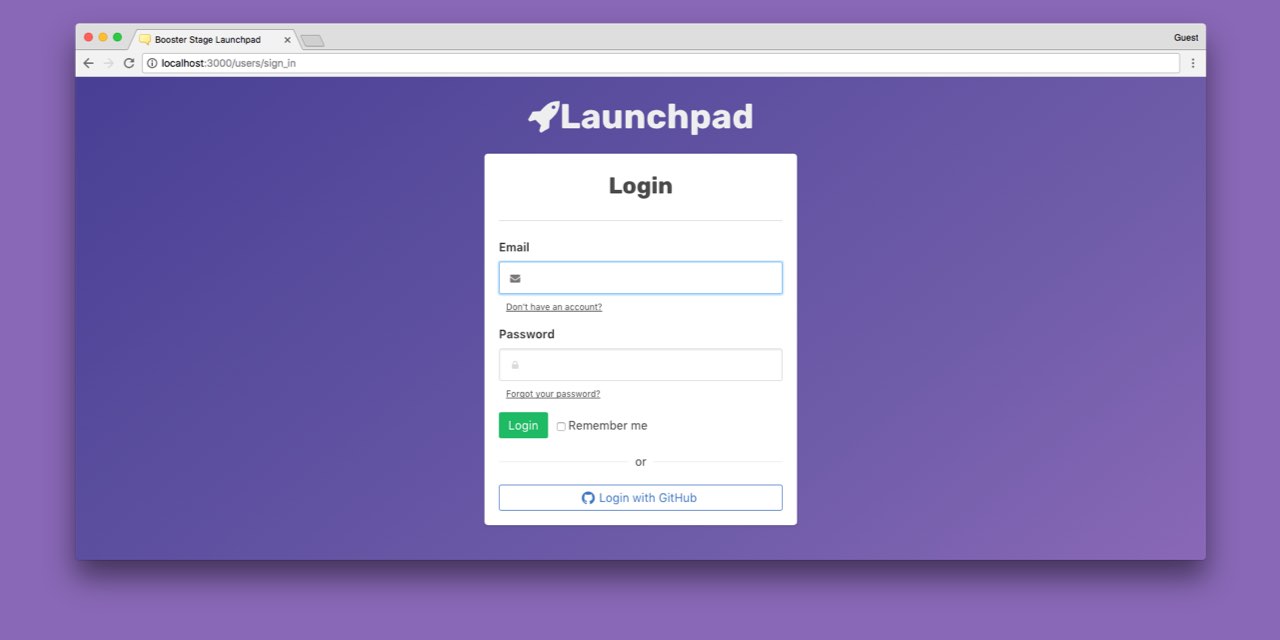 Booster Stage Launchpad
Guest
localhost:3000/users/sign_in
Launchpad
Login
Email
Don't have an account?
Password
Forgot your password?
Login Remember me
or
Login with GitHub